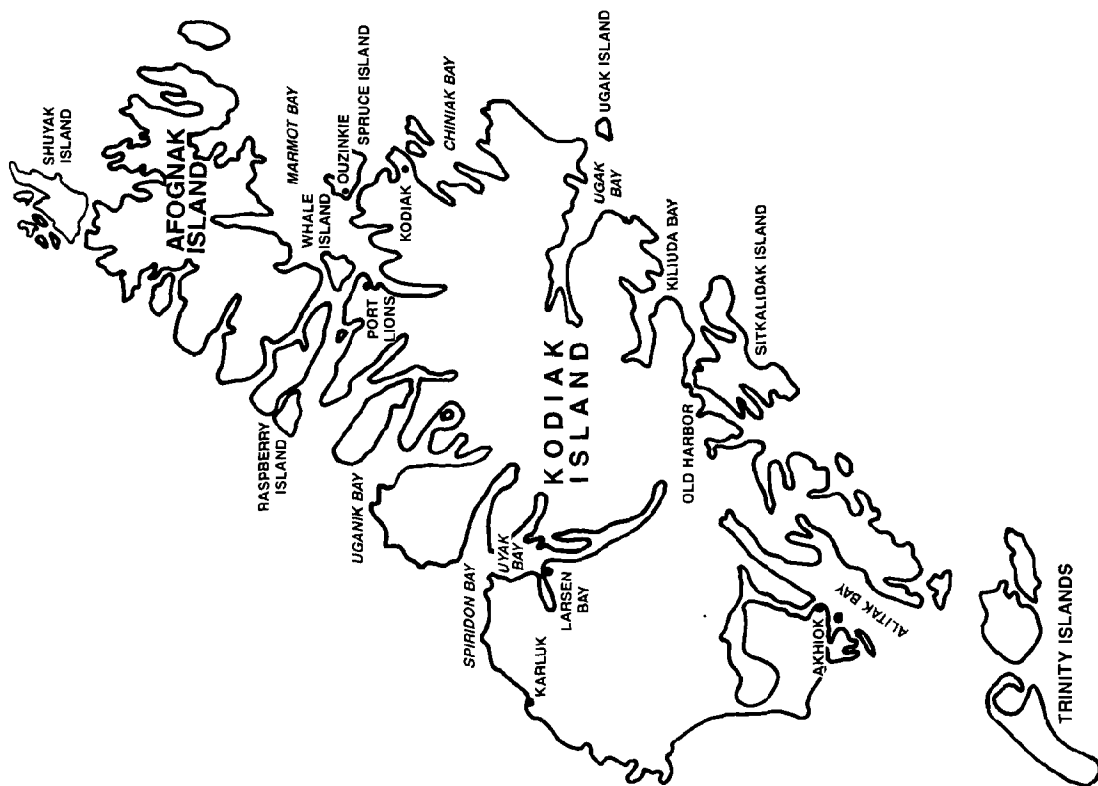 SHUYAK
ISLAND
AFOGNAK
ISLAND
MARMOT BAY
WHALE
ISLAND
OUZINKIE
SPRUCE ISLAND
RASPBERRY
ISLAND
PORT
LIONS
KODIAK
CHINIAK BAY
UGANIK BAY
UGAK ISLAND
UGAK
BAY
KODIAK
ISLAND
KILIUDA BAY
SPIRIDON BAY
UYAK
BAY
LARSEN
BAY
KARLUK
OLD HARBOR
SITKALIDAK ISLAND
AKHIOK
ALITAK BAY
TRINITY ISLANDS